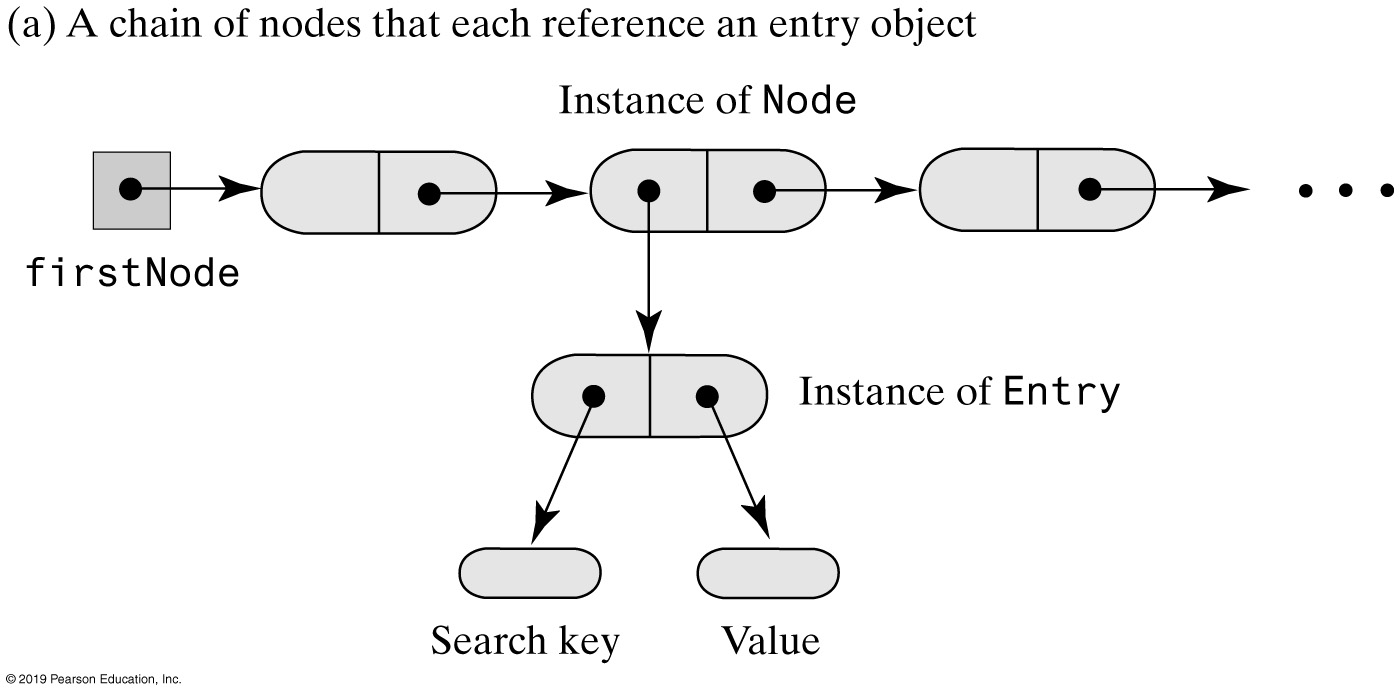 (a) A chain of nodes that each reference an entry object
Instance of Node
firstNode
Instance of Entry
Search key
Value
© 2019 Pearson Education, Inc.